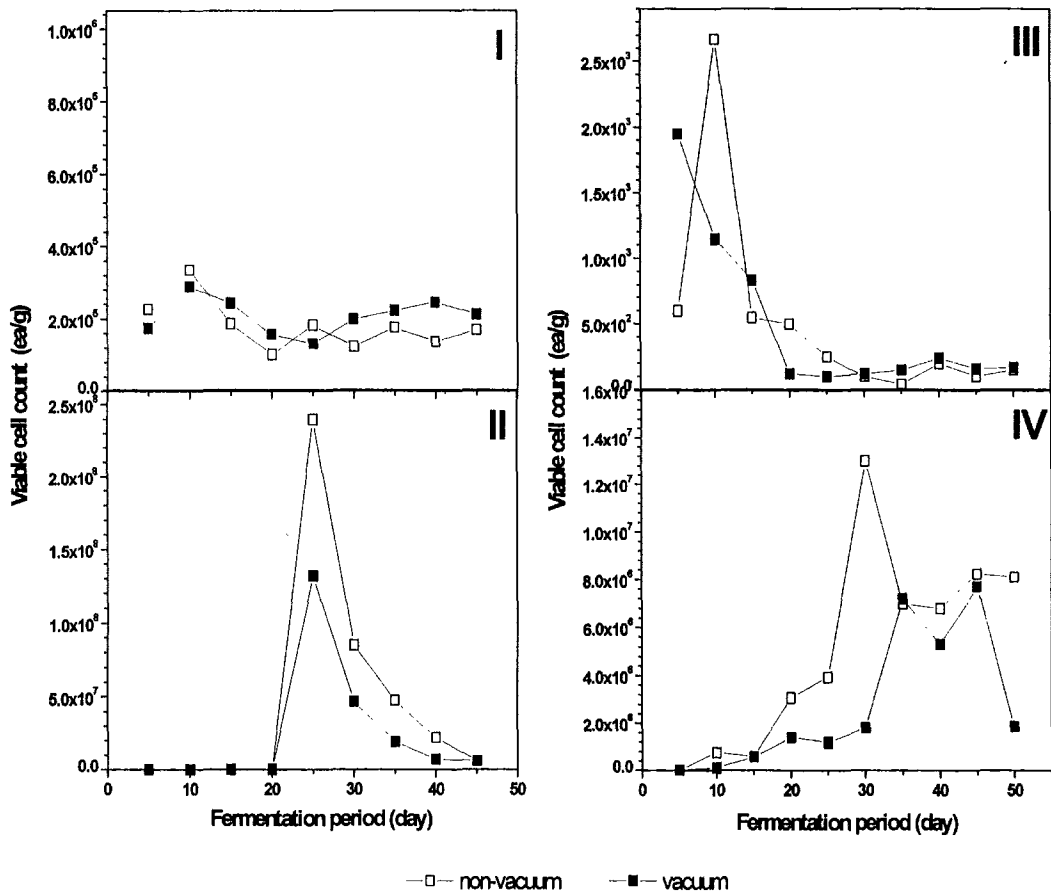 I
1.0x10⁶
8.0x10⁵
6.0x10⁵
4.0x10⁵
2.0x10⁵
0.0
Viable cell count (ea/g)
II
2.5x10⁸
2.0x10⁸
1.5x10⁸
1.0x10⁸
5.0x10⁷
0.0
0 10 20 30 40 50
Fermentation period (day)
III
2.5x10³
2.0x10³
1.5x10³
1.0x10³
5.0x10²
0.0
Viable cell count (ea/g)
IV
1.6x10⁷
1.4x10⁷
1.2x10⁷
1.0x10⁷
8.0x10⁶
6.0x10⁶
4.0x10⁶
2.0x10⁶
0.0
0 10 20 30 40 50
Fermentation period (day)
non-vacuum vacuum